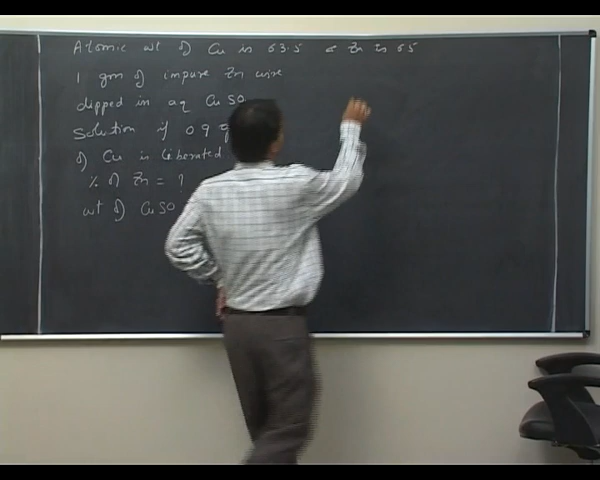 Atomic wt of Cu is 63.5 & Zn is 65
1 gm of impure Zn wire
dipped in aq CuSO
Solution if 0.9 g
of Cu is liberated
% of Zn = ?
wt of CuSO